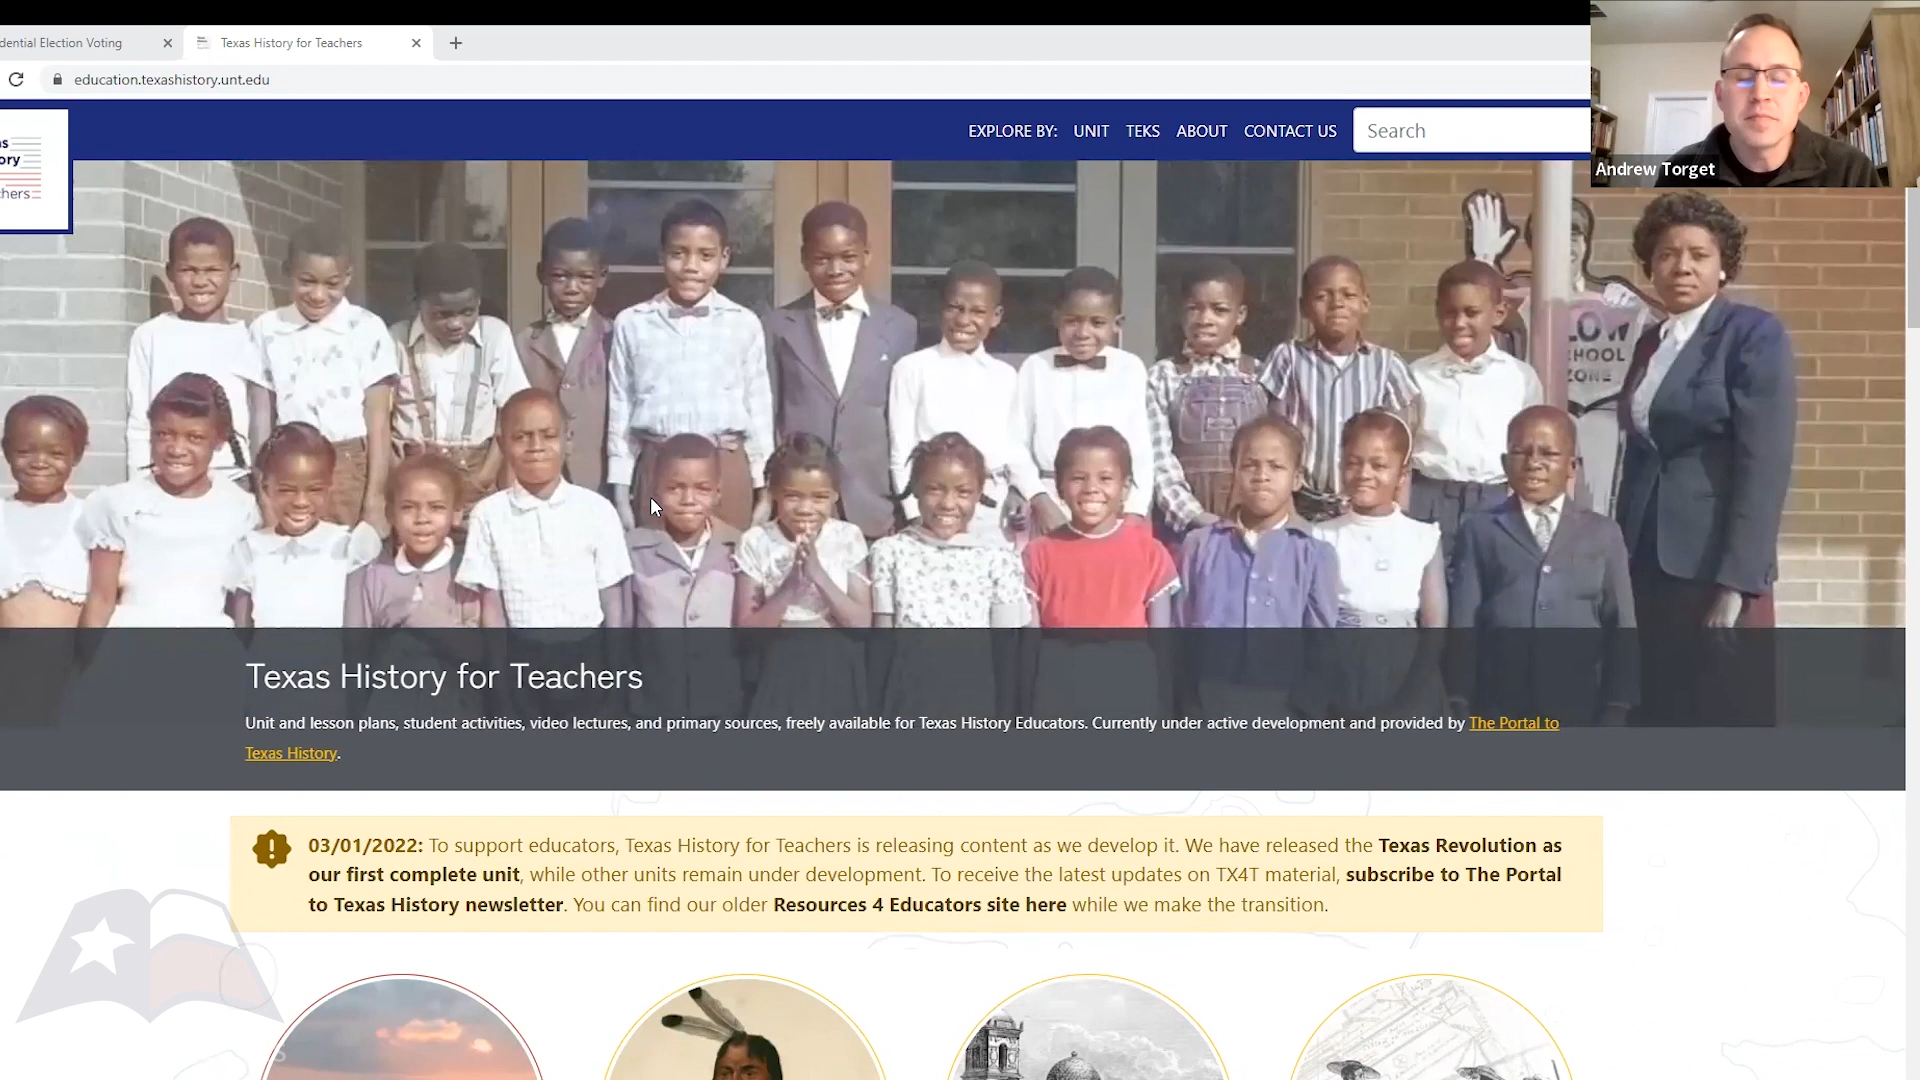 dential Election Voting
Texas History for Teachers
education.texashistory.unt.edu
EXPLORE BY: UNIT TEKS ABOUT CONTACT US
Search
Andrew Torget
as
ory
chers
LOW
CHOOL
ZONE
Texas History for Teachers
Unit and lesson plans, student activities, video lectures, and primary sources, freely available for Texas History Educators. Currently under active development and provided by The Portal to
Texas History.
03/01/2022: To support educators, Texas History for Teachers is releasing content as we develop it. We have released the Texas Revolution as
our first complete unit, while other units remain under development. To receive the latest updates on TX4T material, subscribe to The Portal
to Texas History newsletter. You can find our older Resources 4 Educators site here while we make the transition.